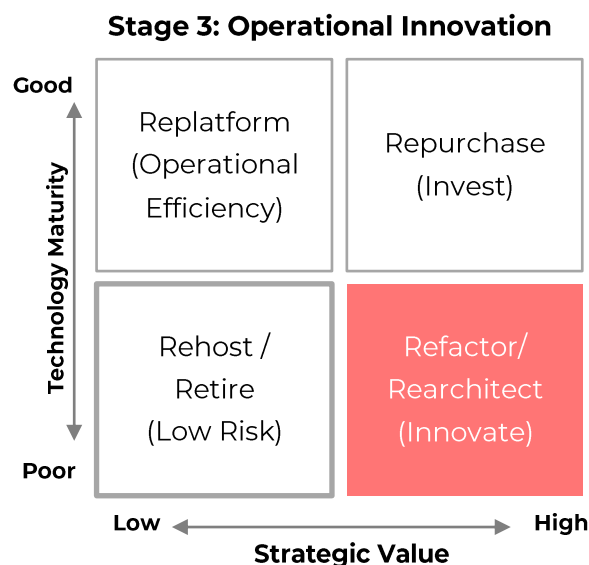 Stage 3: Operational Innovation
Good
Replatform
(Operational
Efficiency)
Repurchase
(Invest)
Technology Maturity
Rehost /
Retire
(Low Risk)
Refactor/
Rearchitect
(Innovate)
Poor
Low
High
Strategic Value